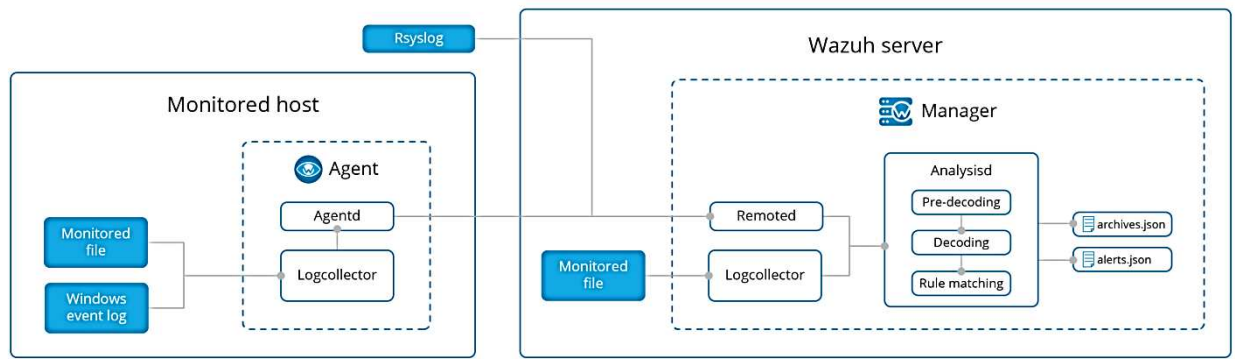 Rsyslog
Wazuh server
Monitored host
Manager
Agent
Analysisd
Pre-decoding
Decoding
Rule matching
Agentd
Remoted
Monitored
file
Logcollector
Windows
event log
Monitored
file
Logcollector
archives.json
alerts.json